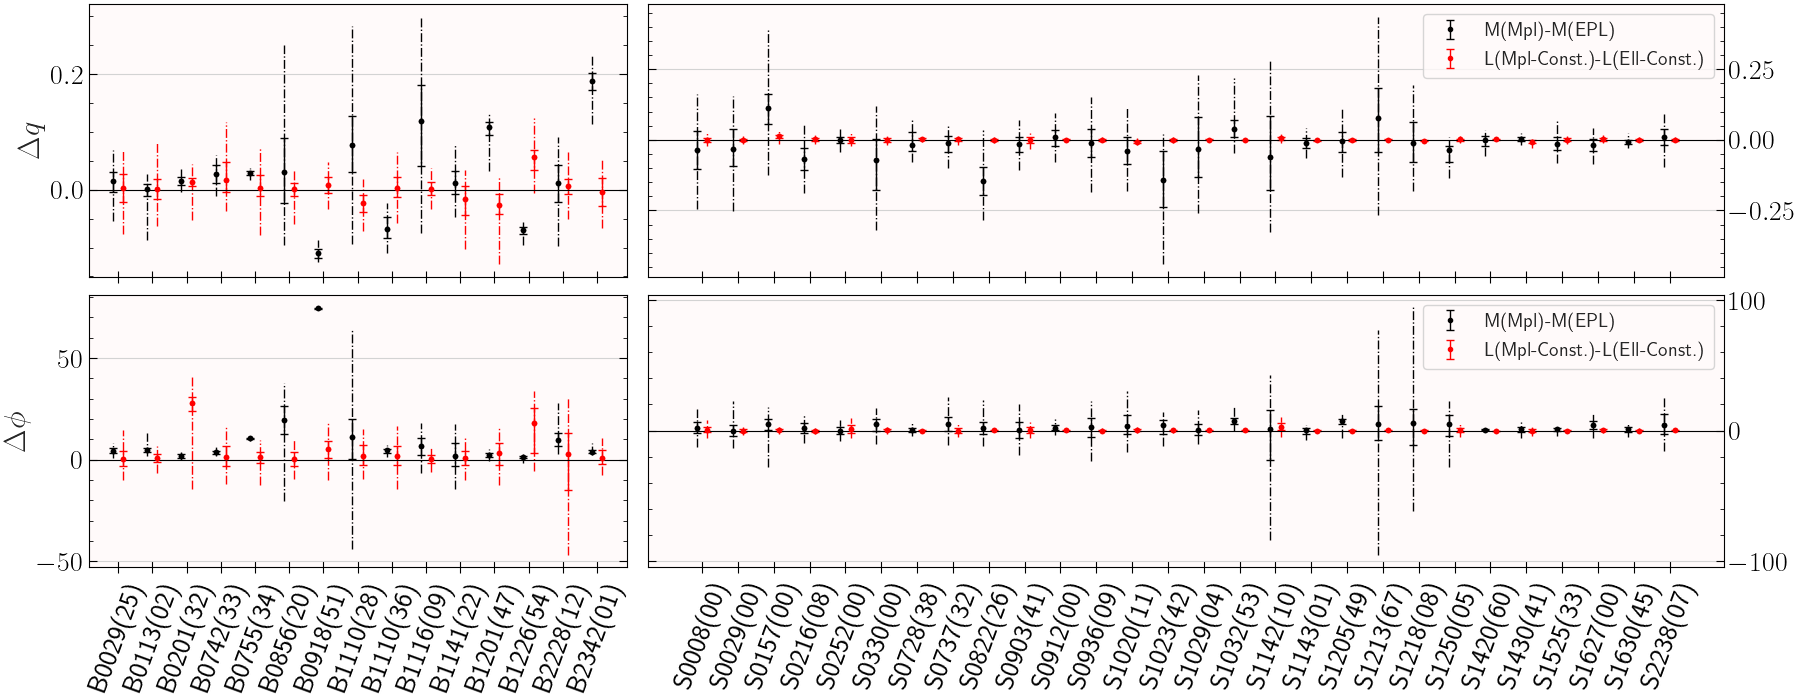 Δq
0.2
0.0
M(Mpl)-M(EPL)
L(Mpl-Const.)-L(Ell-Const.)
0.25
0.00
−0.25
Δϕ
50
0
−50
M(Mpl)-M(EPL)
L(Mpl-Const.)-L(Ell-Const.)
100
0
−100
B0029(25)
B0113(02)
B0201(32)
B0742(33)
B0755(34)
B0856(20)
B0918(51)
B1110(28)
B1110(36)
B1116(09)
B1141(22)
B1201(47)
B1226(54)
B2228(12)
B2342(01)
S0008(00)
S0029(00)
S0157(00)
S0216(08)
S0252(00)
S0330(00)
S0728(38)
S0737(32)
S0822(26)
S0903(41)
S0912(00)
S0936(09)
S1020(11)
S1023(42)
S1029(04)
S1032(53)
S1142(10)
S1143(01)
S1205(49)
S1213(67)
S1218(08)
S1250(05)
S1420(60)
S1430(41)
S1525(33)
S1627(00)
S1630(45)
S2238(07)